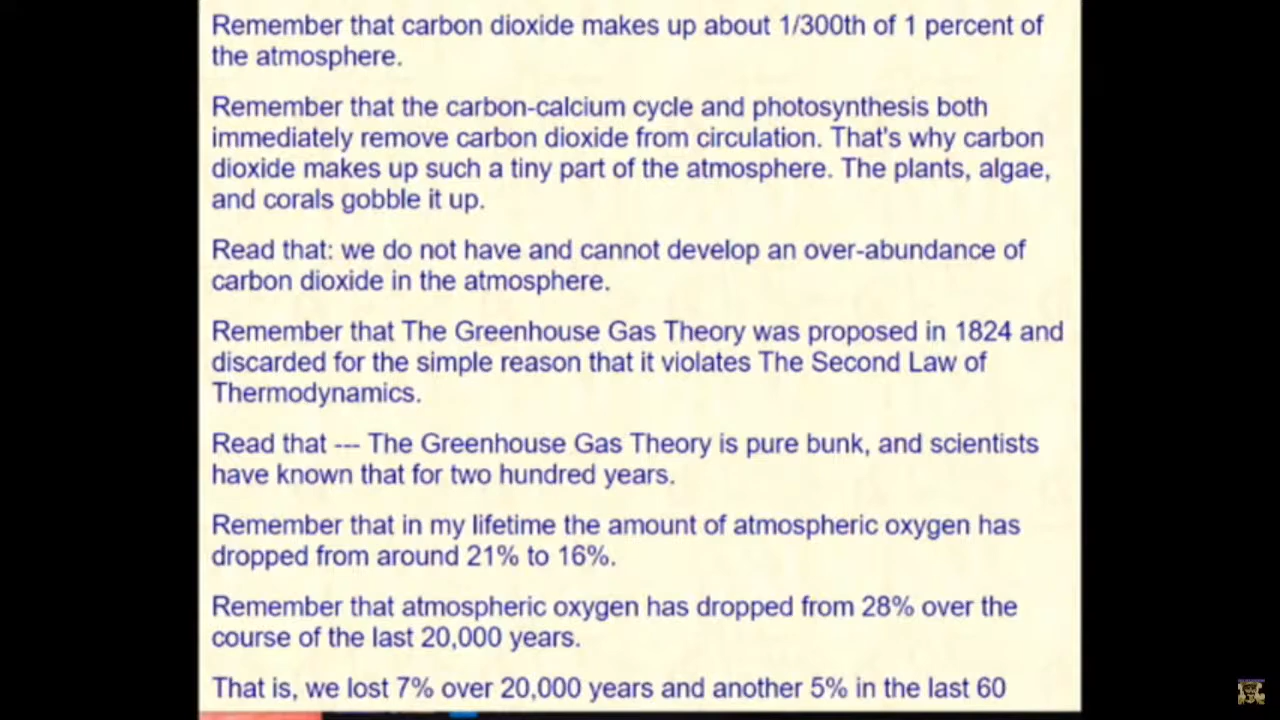 Remember that carbon dioxide makes up about 1/300th of 1 percent of
the atmosphere.
Remember that the carbon-calcium cycle and photosynthesis both
immediately remove carbon dioxide from circulation. That's why carbon
dioxide makes up such a tiny part of the atmosphere. The plants, algae,
and corals gobble it up.
Read that: we do not have and cannot develop an over-abundance of
carbon dioxide in the atmosphere.
Remember that The Greenhouse Gas Theory was proposed in 1824 and
discarded for the simple reason that it violates The Second Law of
Thermodynamics.
Read that --- The Greenhouse Gas Theory is pure bunk, and scientists
have known that for two hundred years.
Remember that in my lifetime the amount of atmospheric oxygen has
dropped from around 21% to 16%.
Remember that atmospheric oxygen has dropped from 28% over the
course of the last 20,000 years.
That is, we lost 7% over 20,000 years and another 5% in the last 60